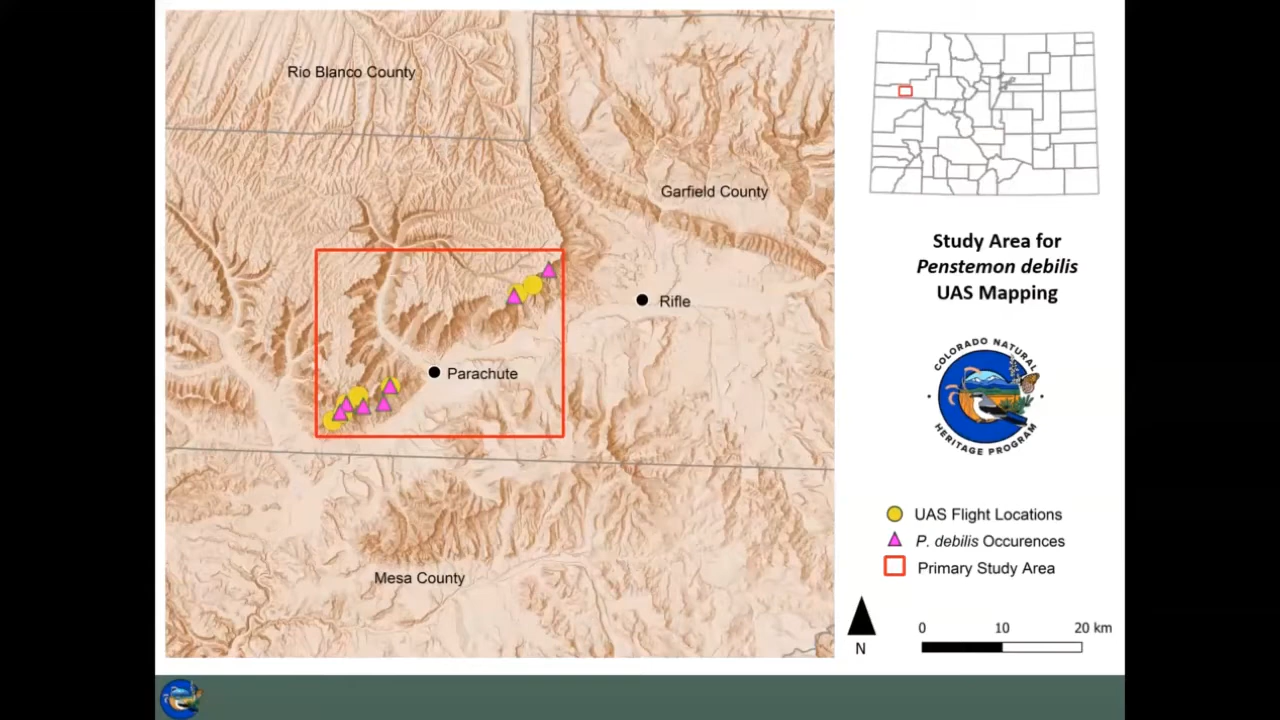 Rio Blanco County
Garfield County
Rifle
Parachute
Mesa County
Study Area for
Penstemon debilis
UAS Mapping
COLORADO NATURAL
HERITAGE PROGRAM
UAS Flight Locations
P. debilis Occurences
Primary Study Area
N
0 10 20 km